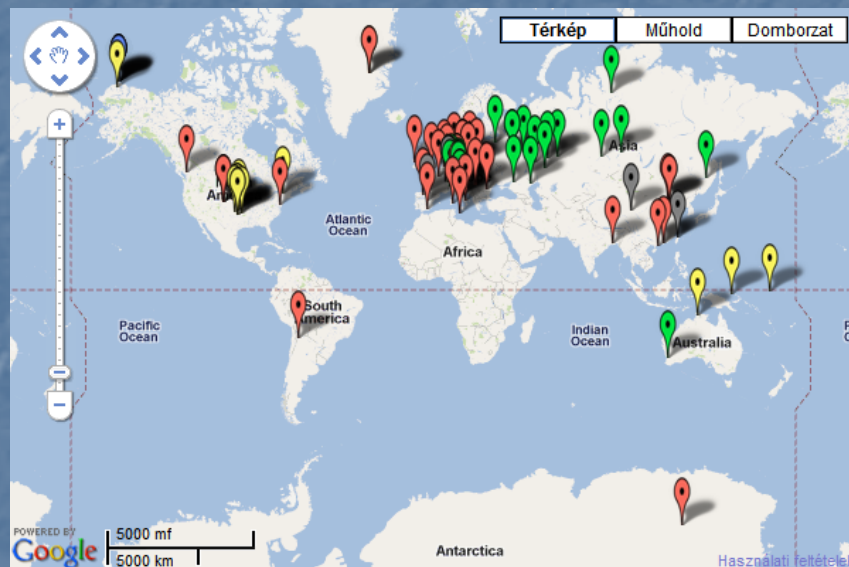 Térkép
Műhold
Domborzat
Asia
Atlantic
Ocean
Africa
South
America
Pacific
Ocean
Indian
Ocean
Australia
POWERED BY
Google
5000 mf
5000 km
Antarctica
Használati feltételek